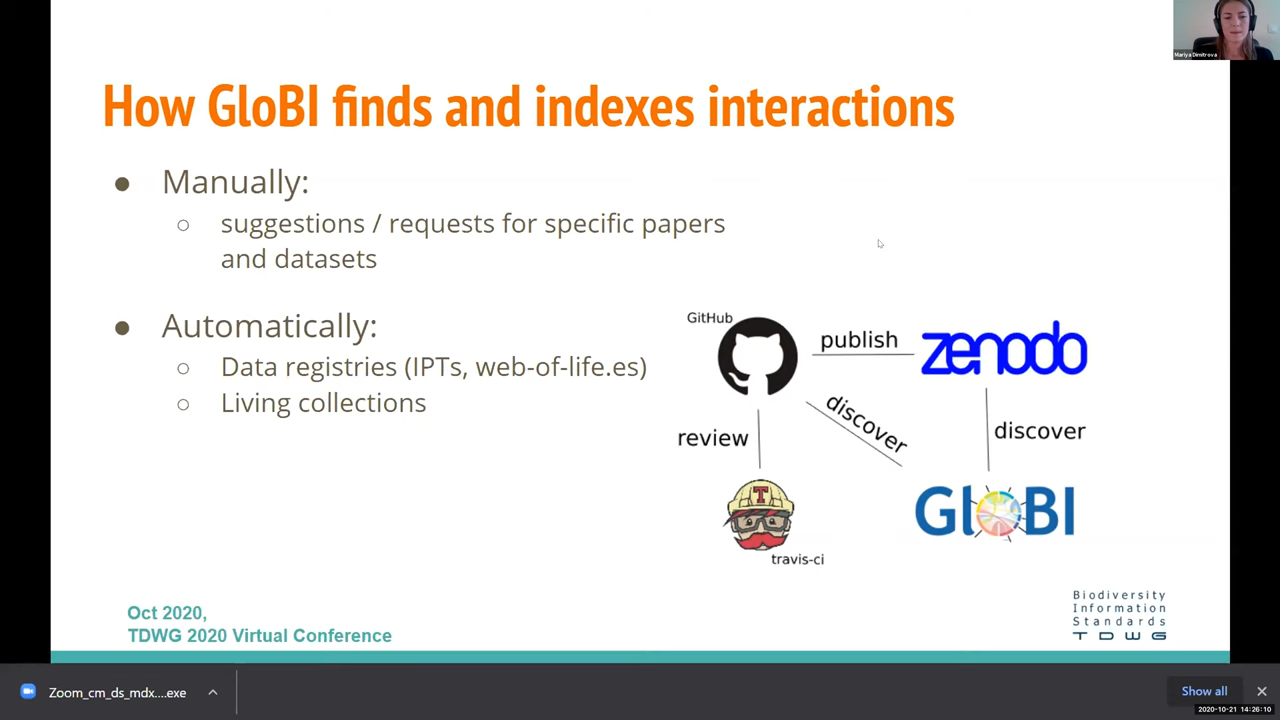 Mariya Dimitrova
How GloBI finds and indexes interactions
● Manually:
○ suggestions / requests for specific papers
and datasets
● Automatically:
○ Data registries (IPTs, web-of-life.es)
○ Living collections
GitHub
publish
zenodo
discover
review
discover
T
GloBI
travis-ci
Oct 2020,
TDWG 2020 Virtual Conference
Biodiversity
Information
Standards
T D W G
Zoom_cm_ds_mdx....exe
Show all
2020-10-21 14:26:10